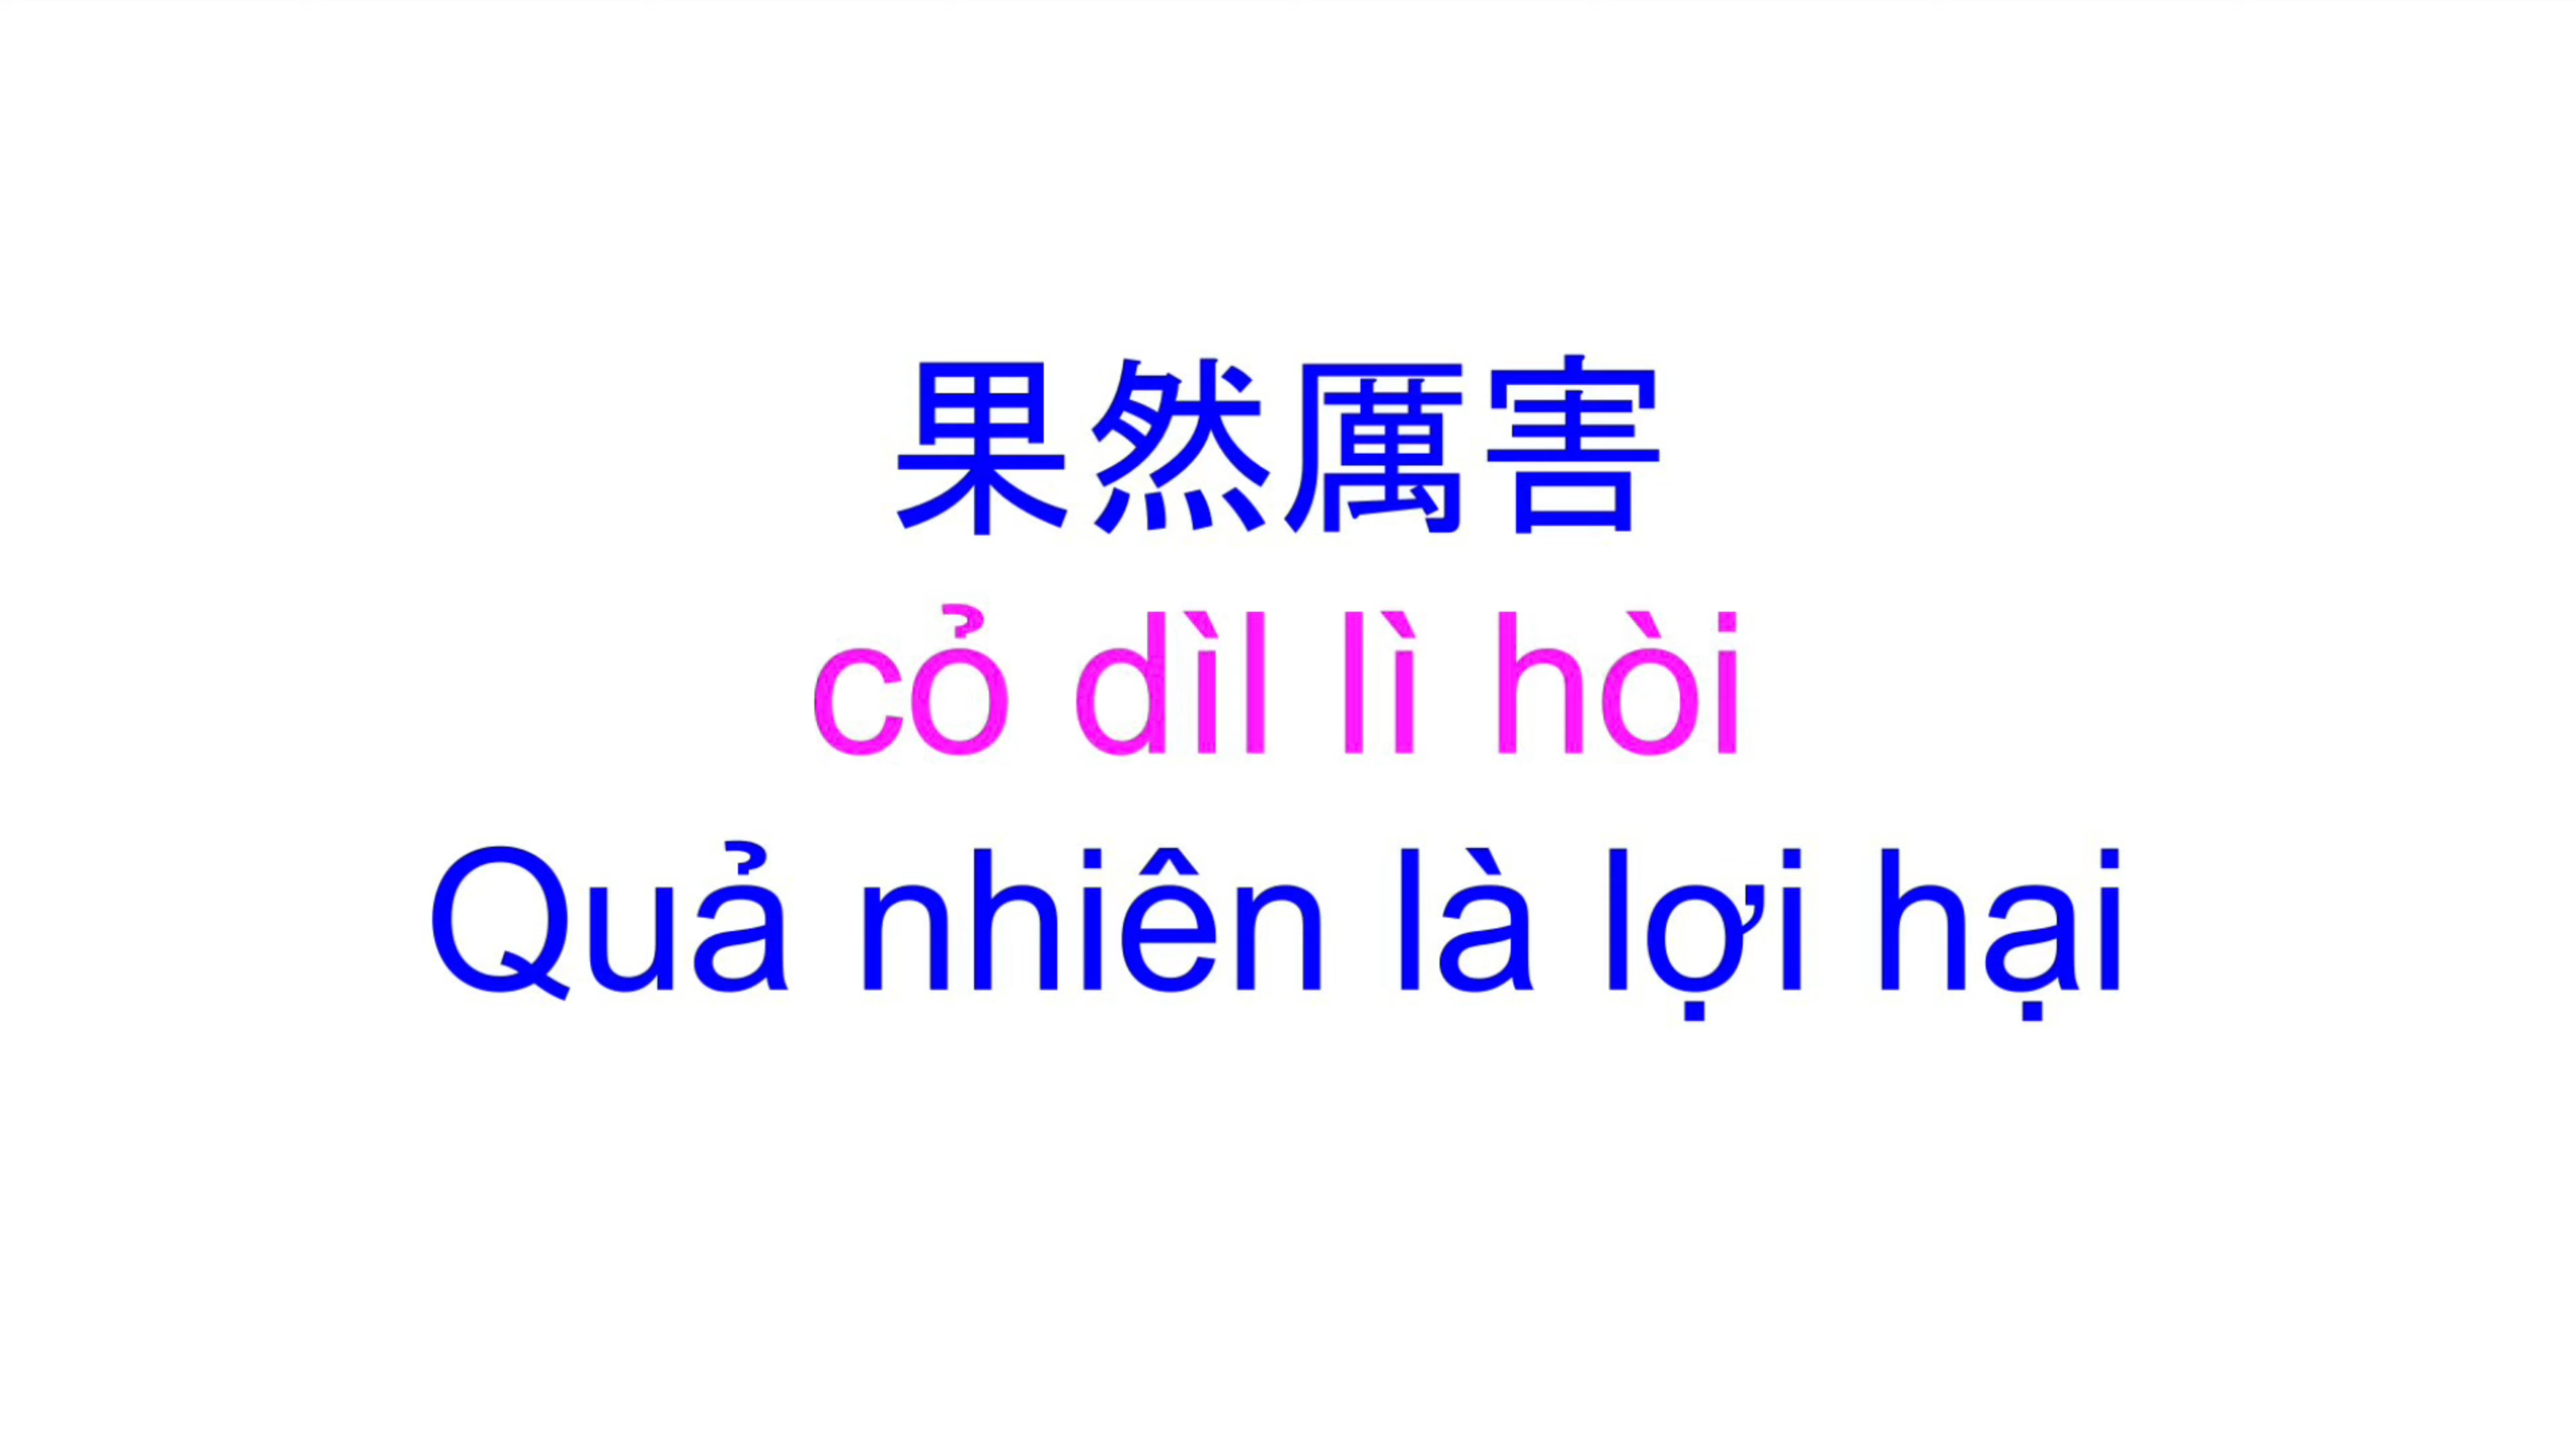 果然厲害
cỏ dìl lì hòi
Quả nhiên là lợi hại